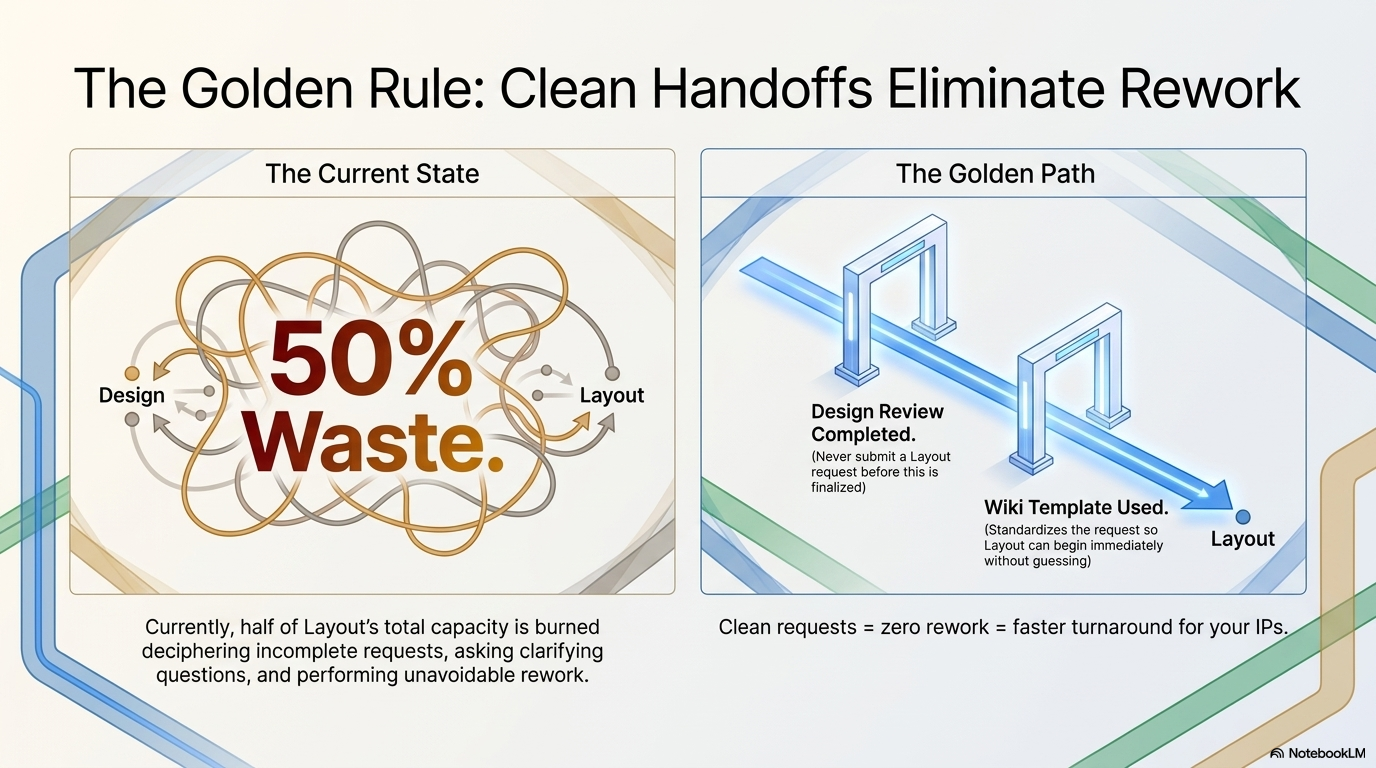 The Golden Rule: Clean Handoffs Eliminate Rework
The Current State
50%
Waste.
Design
Layout
Currently, half of Layout's total capacity is burned
deciphering incomplete requests, asking clarifying
questions, and performing unavoidable rework.
The Golden Path
Design Review
Completed.
(Never submit a Layout
request before this is
finalized)
Wiki Template Used.
(Standardizes the request so
Layout can begin immediately
without guessing)
Layout
Clean requests = zero rework = faster turnaround for your IPs.
NotebookLM